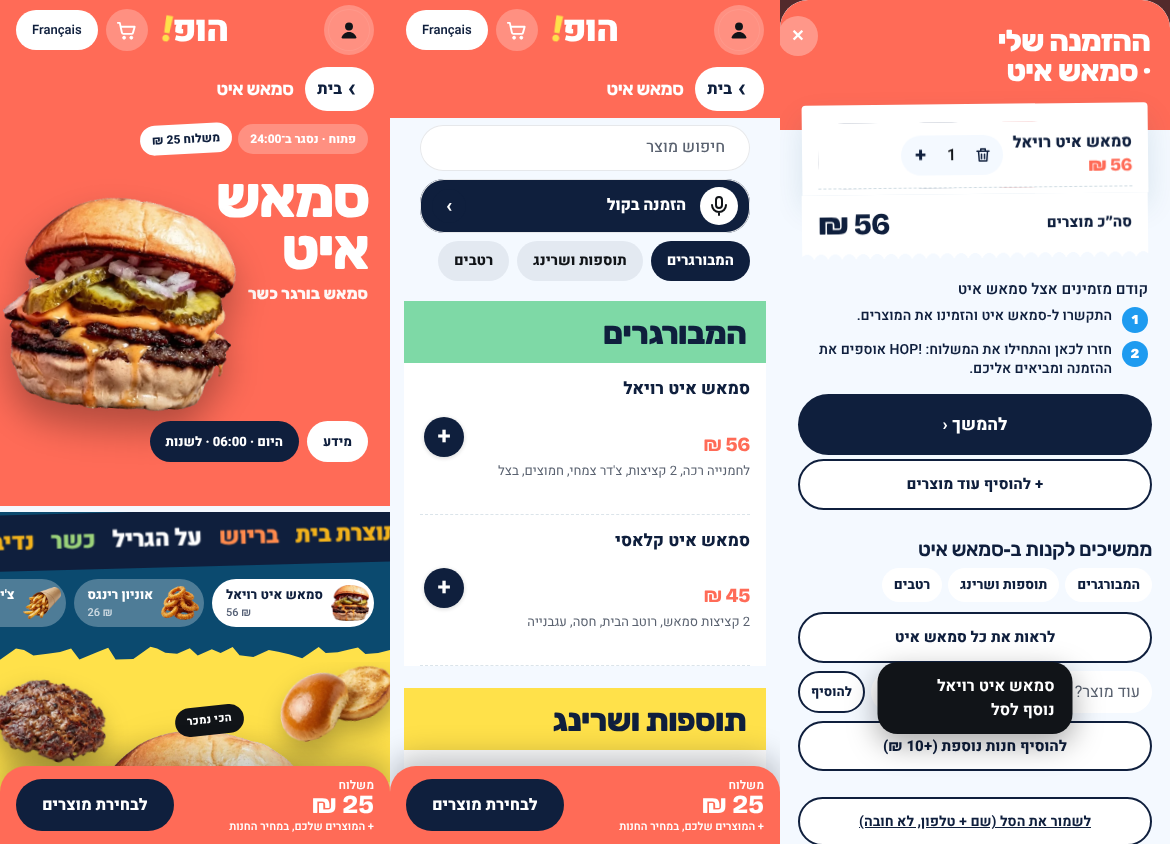 הופ!
Français
‹ בית
סמאש איט
פתוח · נסגר ב־24:00
משלוח 25 ₪
סמאש
איט
סמאש בורגר כשר
מידע
היום · 06:00 · לשנות
תוצרת בית
בריוש
על הגריל
כשר
סמאש איט רויאל
56 ₪
אוניון רינגס
26 ₪
הכי נמכר
משלוח
25 ₪
+ המוצרים שלכם, במחיר החנות
לבחירת מוצרים
הופ!
Français
‹ בית
סמאש איט
חיפוש מוצר
הזמנה בקול ‹
המבורגרים
תוספות ושרינג
רטבים
המבורגרים
סמאש איט רויאל
56 ₪
לחמנייה רכה, 2 קציצות, צ'דר צמחי, חמוצים, בצל
+
סמאש איט קלאסי
45 ₪
2 קציצות סמאש, רוטב הבית, חסה, עגבנייה
+
תוספות ושרינג
משלוח
25 ₪
+ המוצרים שלכם, במחיר החנות
לבחירת מוצרים
ההזמנה שלי
· סמאש איט
×
סמאש איט רויאל
56 ₪
1 +
סה״כ מוצרים
56 ₪
קודם מזמינים אצל סמאש איט
1 התקשרו ל-סמאש איט והזמינו את המוצרים.
2 חזרו לכאן והתחילו את המשלוח: HOP! אוספים את
ההזמנה ומביאים אליכם.
להמשך ‹
+ להוסיף עוד מוצרים
ממשיכים לקנות ב-סמאש איט
המבורגרים
תוספות ושרינג
רטבים
לראות את כל סמאש איט
עוד מוצר?
להוסיף
סמאש איט רויאל
נוסף לסל
להוסיף חנות נוספת (+10 ₪)
לשמור את הסל (שם + טלפון, לא חובה)